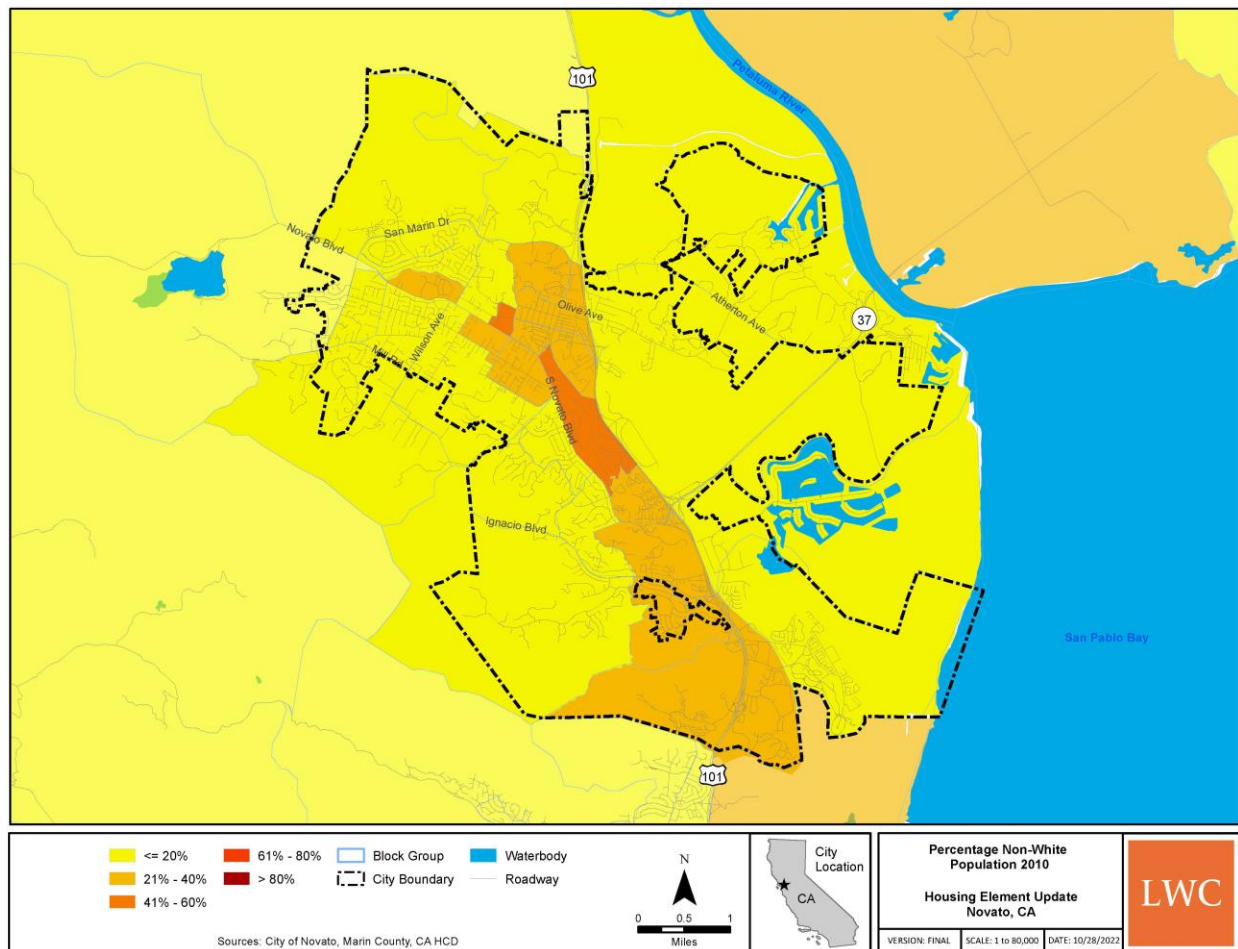 101
Petaluma River
San Marin Dr
Novato Blvd
Olive Ave
Atherton Ave
37
Wilson Ave
Mill Rd
S Novato Blvd
Ignacio Blvd
San Pablo Bay
101
<= 20%
21% - 40%
41% - 60%
61% - 80%
> 80%
Block Group
City Boundary
Waterbody
Roadway
Sources: City of Novato, Marin County, CA HCD
N
0 0.5 1
Miles
City
Location
CA
Percentage Non-White
Population 2010
Housing Element Update
Novato, CA
VERSION: FINAL
SCALE: 1 to 80,000
DATE: 10/28/2022
LWC